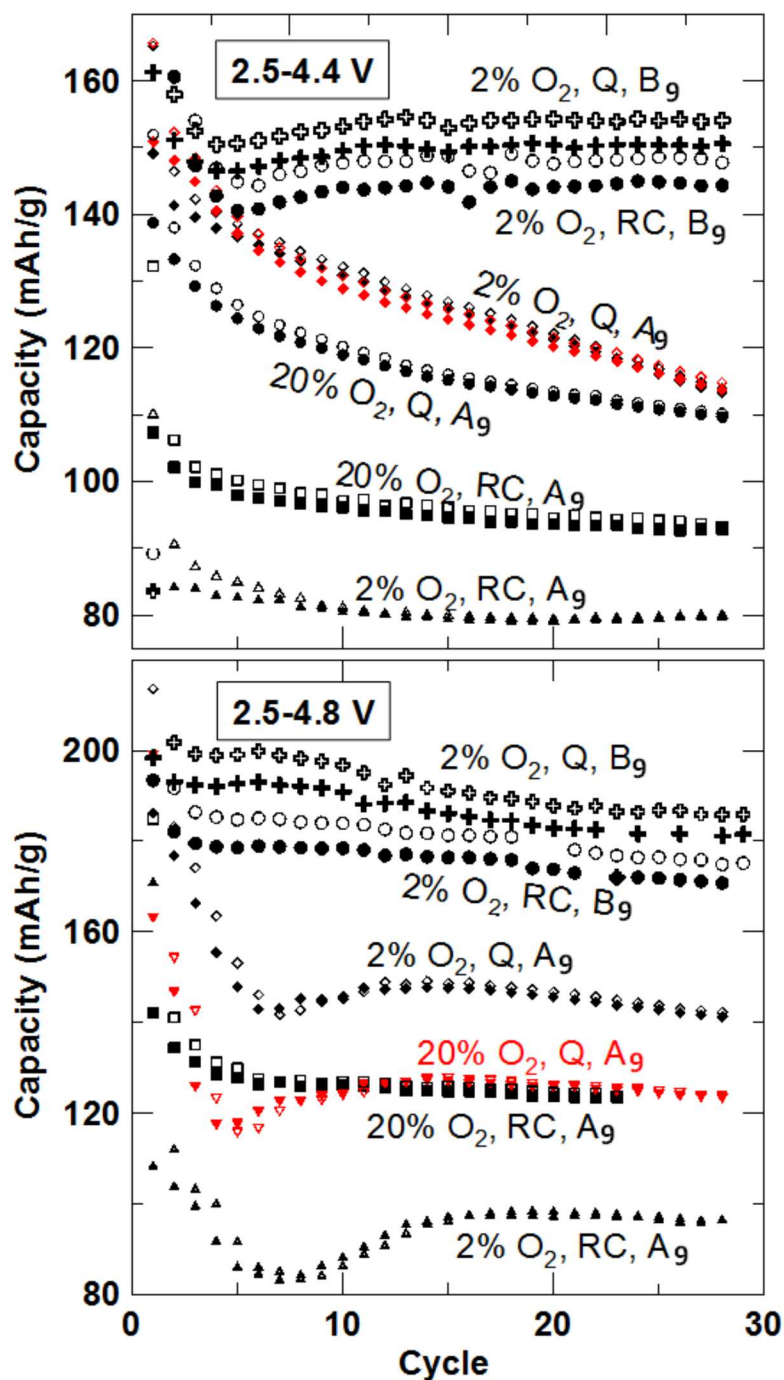 2.5-4.4 V
2% O₂, Q, B₉
160
2% O₂, RC, B₉
140
2% O₂, Q, A₉
120
20% O₂, Q, A₉
100
20% O₂, RC, A₉
2% O₂, RC, A₉
80
Capacity (mAh/g)
2.5-4.8 V
2% O₂, Q, B₉
200
2% O₂, RC, B₉
160
2% O₂, Q, A₉
20% O₂, Q, A₉
120
20% O₂, RC, A₉
2% O₂, RC, A₉
80
Capacity (mAh/g)
0 10 20 30
Cycle